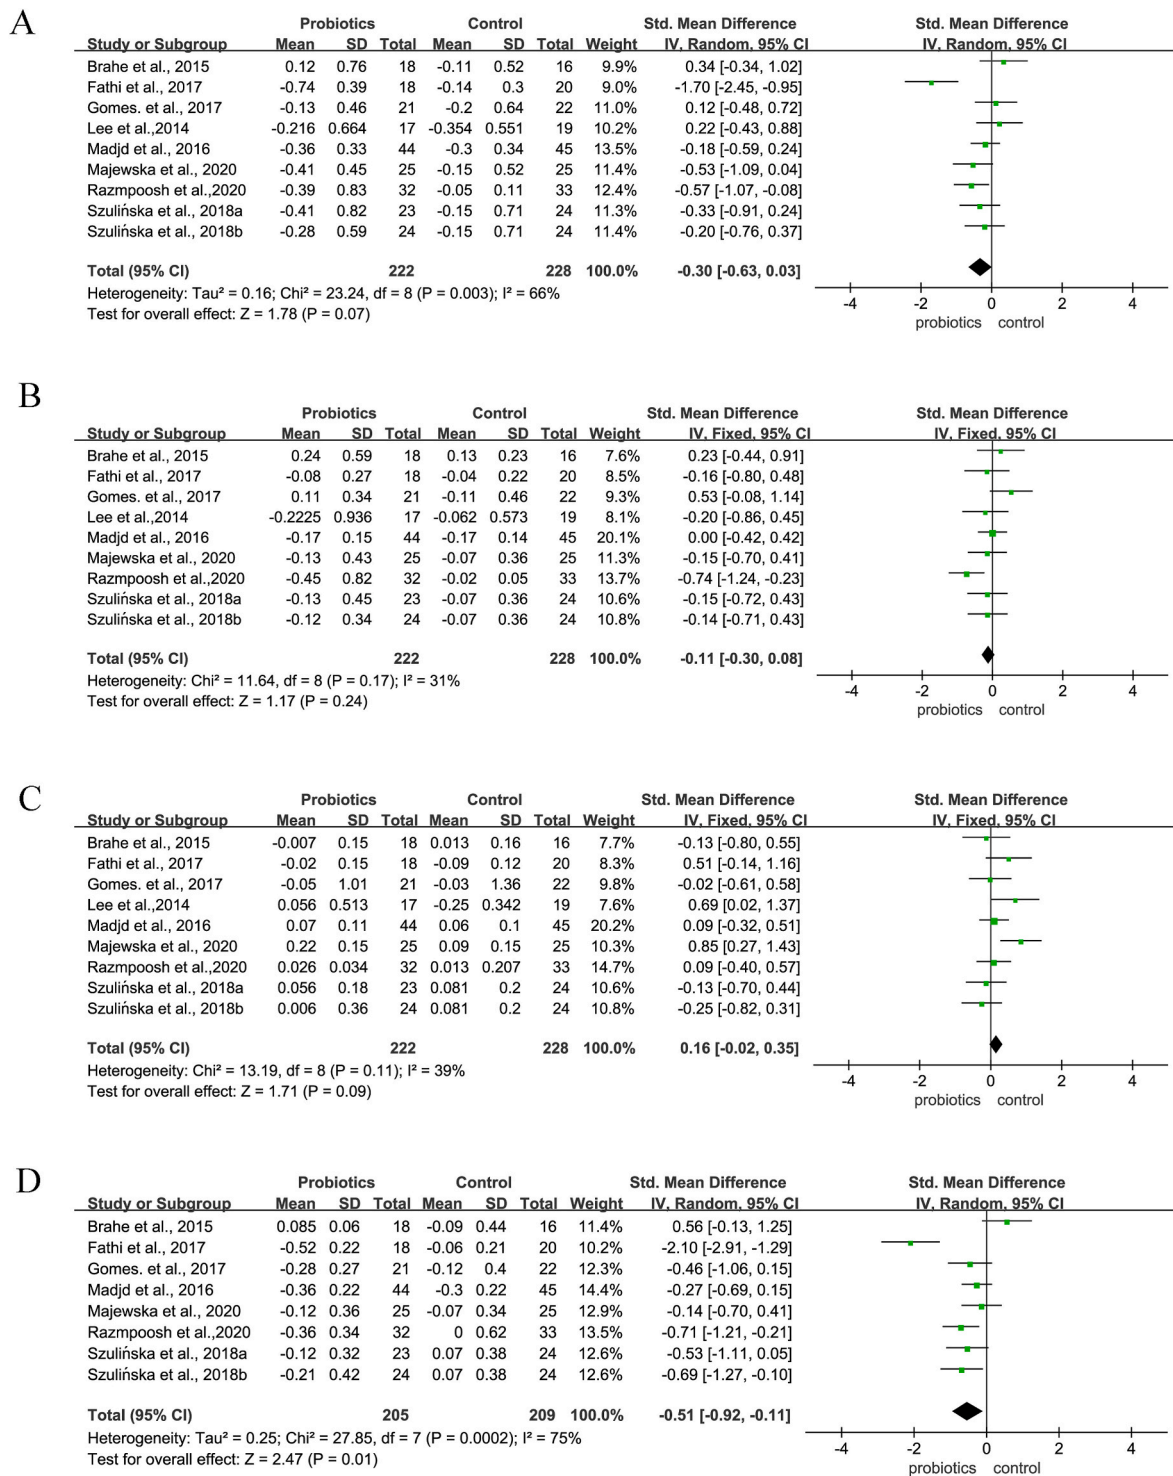 A
Probiotics Control Std. Mean Difference Std. Mean Difference
Study or Subgroup Mean SD Total Mean SD Total Weight IV, Random, 95% CI IV, Random, 95% CI
Brahe et al., 2015 0.12 0.76 18 -0.11 0.52 16 9.9% 0.34 [-0.34, 1.02]
Fathi et al., 2017 -0.74 0.39 18 -0.14 0.3 20 9.0% -1.70 [-2.45, -0.95]
Gomes. et al., 2017 -0.13 0.46 21 -0.2 0.64 22 11.0% 0.12 [-0.48, 0.72]
Lee et al.,2014 -0.216 0.664 17 -0.354 0.551 19 10.2% 0.22 [-0.43, 0.88]
Madjd et al., 2016 -0.36 0.33 44 -0.3 0.34 45 13.5% -0.18 [-0.59, 0.24]
Majewska et al., 2020 -0.41 0.45 25 -0.15 0.52 25 11.4% -0.53 [-1.09, 0.04]
Razmpoosh et al.,2020 -0.39 0.83 32 -0.05 0.11 33 12.4% -0.57 [-1.07, -0.08]
Szulińska et al., 2018a -0.41 0.82 23 -0.15 0.71 24 11.3% -0.33 [-0.91, 0.24]
Szulińska et al., 2018b -0.28 0.59 24 -0.15 0.71 24 11.4% -0.20 [-0.76, 0.37]
Total (95% CI) 222 228 100.0% -0.30 [-0.63, 0.03]
Heterogeneity: Tau² = 0.16; Chi² = 23.24, df = 8 (P = 0.003); I² = 66%
Test for overall effect: Z = 1.78 (P = 0.07)
-4 -2 0 2 4
probiotics control
B
Probiotics Control Std. Mean Difference Std. Mean Difference
Study or Subgroup Mean SD Total Mean SD Total Weight IV, Fixed, 95% CI IV, Fixed, 95% CI
Brahe et al., 2015 0.24 0.59 18 0.13 0.23 16 7.6% 0.23 [-0.44, 0.91]
Fathi et al., 2017 -0.08 0.27 18 -0.04 0.22 20 8.5% -0.16 [-0.80, 0.48]
Gomes. et al., 2017 0.11 0.34 21 -0.11 0.46 22 9.3% 0.53 [-0.08, 1.14]
Lee et al.,2014 -0.2225 0.936 17 -0.062 0.573 19 8.1% -0.20 [-0.86, 0.45]
Madjd et al., 2016 -0.17 0.15 44 -0.17 0.14 45 20.1% 0.00 [-0.42, 0.42]
Majewska et al., 2020 -0.13 0.43 25 -0.07 0.36 25 11.3% -0.15 [-0.70, 0.41]
Razmpoosh et al.,2020 -0.45 0.82 32 -0.02 0.05 33 13.7% -0.74 [-1.24, -0.23]
Szulińska et al., 2018a -0.13 0.45 23 -0.07 0.36 24 10.6% -0.15 [-0.72, 0.43]
Szulińska et al., 2018b -0.12 0.34 24 -0.07 0.36 24 10.8% -0.14 [-0.71, 0.43]
Total (95% CI) 222 228 100.0% -0.11 [-0.30, 0.08]
Heterogeneity: Chi² = 11.64, df = 8 (P = 0.17); I² = 31%
Test for overall effect: Z = 1.17 (P = 0.24)
-4 -2 0 2 4
probiotics control
C
Probiotics Control Std. Mean Difference Std. Mean Difference
Study or Subgroup Mean SD Total Mean SD Total Weight IV, Fixed, 95% CI IV, Fixed, 95% CI
Brahe et al., 2015 -0.007 0.15 18 0.013 0.16 16 7.7% -0.13 [-0.80, 0.55]
Fathi et al., 2017 -0.02 0.15 18 -0.09 0.12 20 8.3% 0.51 [-0.14, 1.16]
Gomes. et al., 2017 -0.05 1.01 21 -0.03 1.36 22 9.8% -0.02 [-0.61, 0.58]
Lee et al.,2014 0.056 0.513 17 -0.25 0.342 19 7.6% 0.69 [0.02, 1.37]
Madjd et al., 2016 0.07 0.11 44 0.06 0.1 45 20.2% 0.09 [-0.32, 0.51]
Majewska et al., 2020 0.22 0.15 25 0.09 0.15 25 10.3% 0.85 [0.27, 1.43]
Razmpoosh et al.,2020 0.026 0.034 32 0.013 0.207 33 14.7% 0.09 [-0.40, 0.57]
Szulińska et al., 2018a 0.056 0.18 23 0.081 0.2 24 10.6% -0.13 [-0.70, 0.44]
Szulińska et al., 2018b 0.006 0.36 24 0.081 0.2 24 10.8% -0.25 [-0.82, 0.31]
Total (95% CI) 222 228 100.0% 0.16 [-0.02, 0.35]
Heterogeneity: Chi² = 13.19, df = 8 (P = 0.11); I² = 39%
Test for overall effect: Z = 1.71 (P = 0.09)
-4 -2 0 2 4
probiotics control
D
Probiotics Control Std. Mean Difference Std. Mean Difference
Study or Subgroup Mean SD Total Mean SD Total Weight IV, Random, 95% CI IV, Random, 95% CI
Brahe et al., 2015 0.085 0.06 18 -0.09 0.44 16 11.4% 0.56 [-0.13, 1.25]
Fathi et al., 2017 -0.52 0.22 18 -0.06 0.21 20 10.2% -2.10 [-2.91, -1.29]
Gomes. et al., 2017 -0.28 0.27 21 -0.12 0.4 22 12.3% -0.46 [-1.06, 0.15]
Madjd et al., 2016 -0.36 0.22 44 -0.3 0.22 45 14.4% -0.27 [-0.69, 0.15]
Majewska et al., 2020 -0.12 0.36 25 -0.07 0.34 25 12.9% -0.14 [-0.70, 0.41]
Razmpoosh et al.,2020 -0.36 0.34 32 0 0.62 33 13.5% -0.71 [-1.21, -0.21]
Szulińska et al., 2018a -0.12 0.32 23 0.07 0.38 24 12.6% -0.53 [-1.11, 0.05]
Szulińska et al., 2018b -0.21 0.42 24 0.07 0.38 24 12.6% -0.69 [-1.27, -0.10]
Total (95% CI) 205 209 100.0% -0.51 [-0.92, -0.11]
Heterogeneity: Tau² = 0.25; Chi² = 27.85, df = 7 (P = 0.0002); I² = 75%
Test for overall effect: Z = 2.47 (P = 0.01)
-4 -2 0 2 4
probiotics control